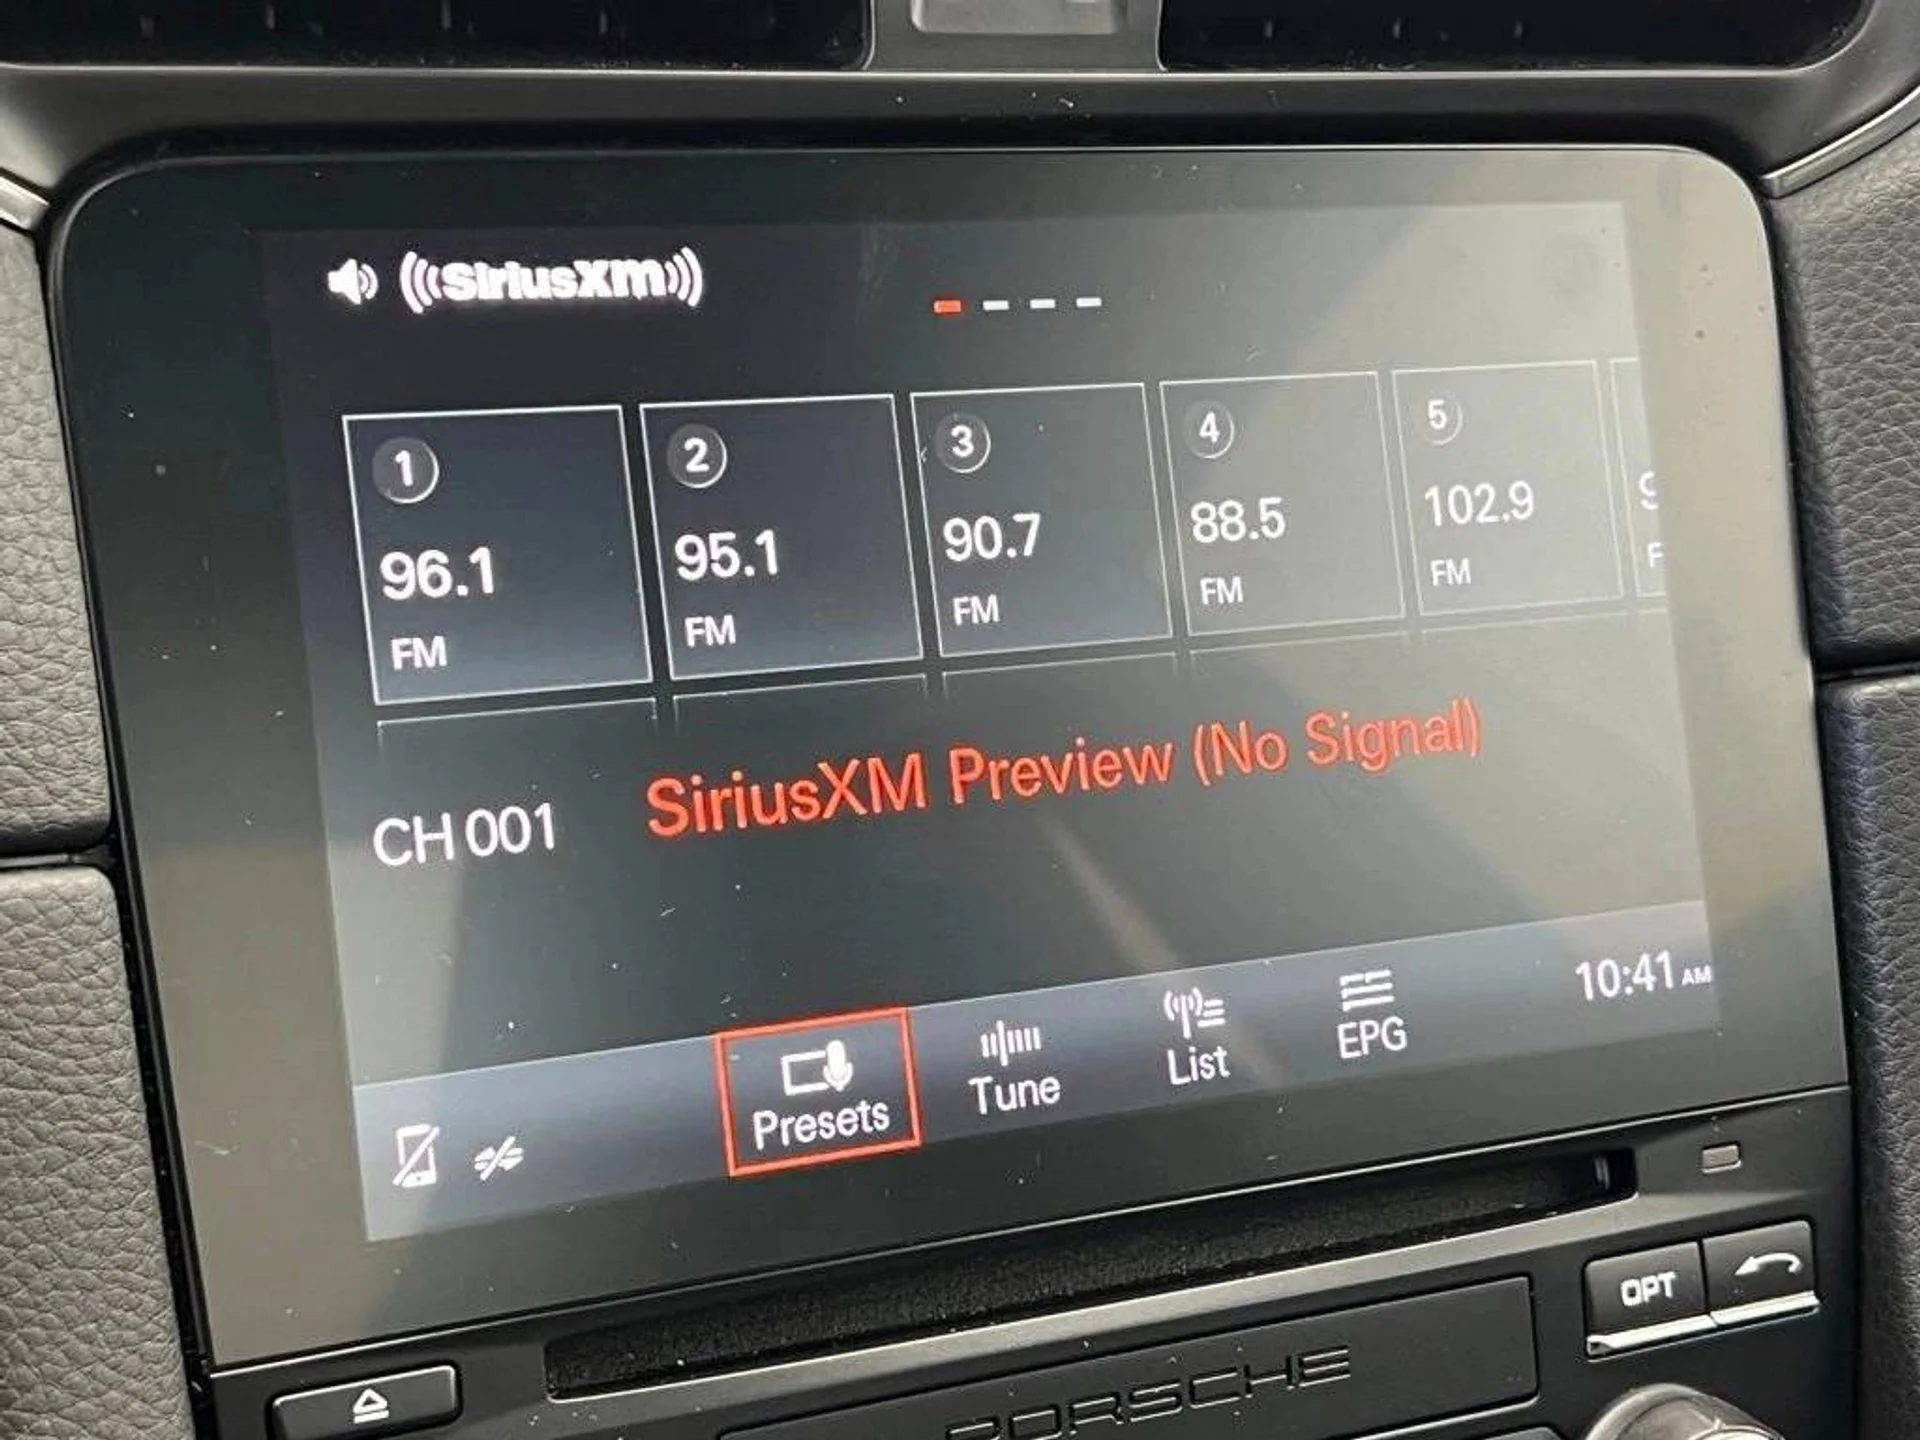 SiriusXm
1 2 3 4 5
96.1 95.1 90.7 88.5 102.9
FM FM FM FM FM
CH 001 SiriusXM Preview (No Signal)
Presets Tune List EPG 10:41 AM
OPT
PORSCHE